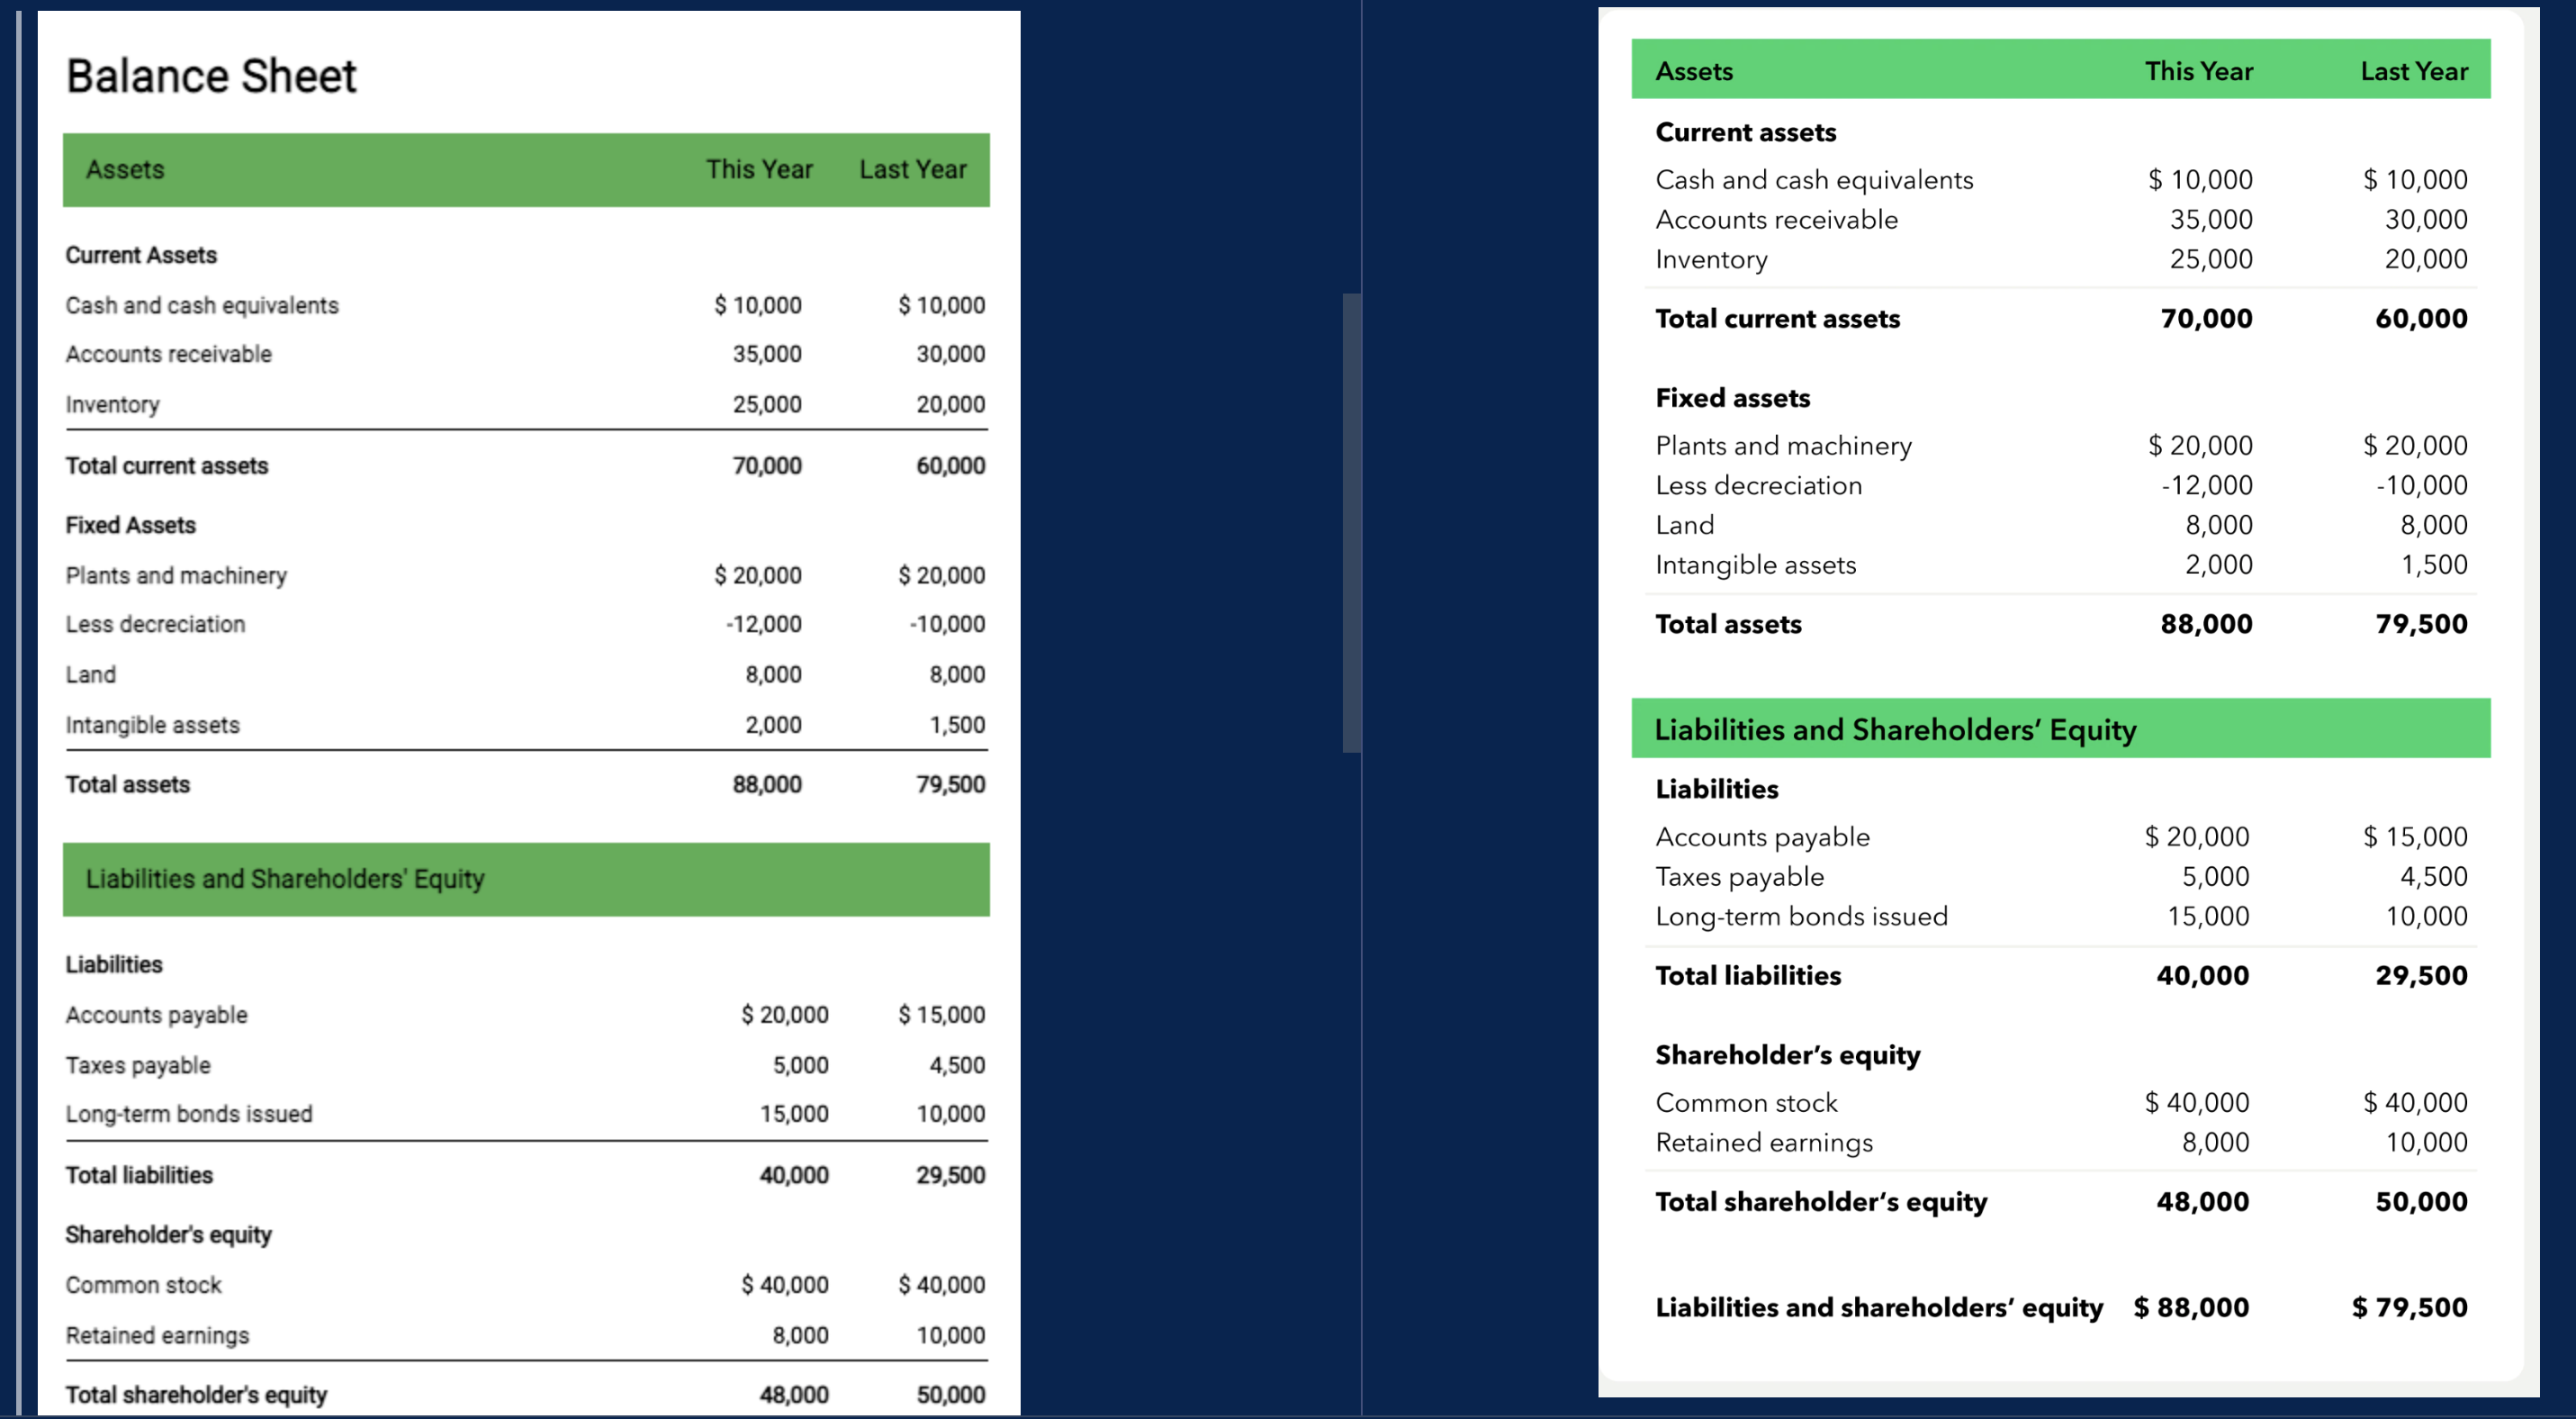 Balance Sheet
Assets This Year Last Year
Current Assets
Cash and cash equivalents $ 10,000 $ 10,000
Accounts receivable 35,000 30,000
Inventory 25,000 20,000
Total current assets 70,000 60,000
Fixed Assets
Plants and machinery $ 20,000 $ 20,000
Less decreciation -12,000 -10,000
Land 8,000 8,000
Intangible assets 2,000 1,500
Total assets 88,000 79,500
Liabilities and Shareholders' Equity
Liabilities
Accounts payable $ 20,000 $ 15,000
Taxes payable 5,000 4,500
Long-term bonds issued 15,000 10,000
Total liabilities 40,000 29,500
Shareholder's equity
Common stock $ 40,000 $ 40,000
Retained earnings 8,000 10,000
Total shareholder's equity 48,000 50,000
Assets This Year Last Year
Current assets
Cash and cash equivalents $ 10,000 $ 10,000
Accounts receivable 35,000 30,000
Inventory 25,000 20,000
Total current assets 70,000 60,000
Fixed assets
Plants and machinery $ 20,000 $ 20,000
Less decreciation -12,000 -10,000
Land 8,000 8,000
Intangible assets 2,000 1,500
Total assets 88,000 79,500
Liabilities and Shareholders’ Equity
Liabilities
Accounts payable $ 20,000 $ 15,000
Taxes payable 5,000 4,500
Long-term bonds issued 15,000 10,000
Total liabilities 40,000 29,500
Shareholder’s equity
Common stock $ 40,000 $ 40,000
Retained earnings 8,000 10,000
Total shareholder‘s equity 48,000 50,000
Liabilities and shareholders’ equity $ 88,000 $ 79,500